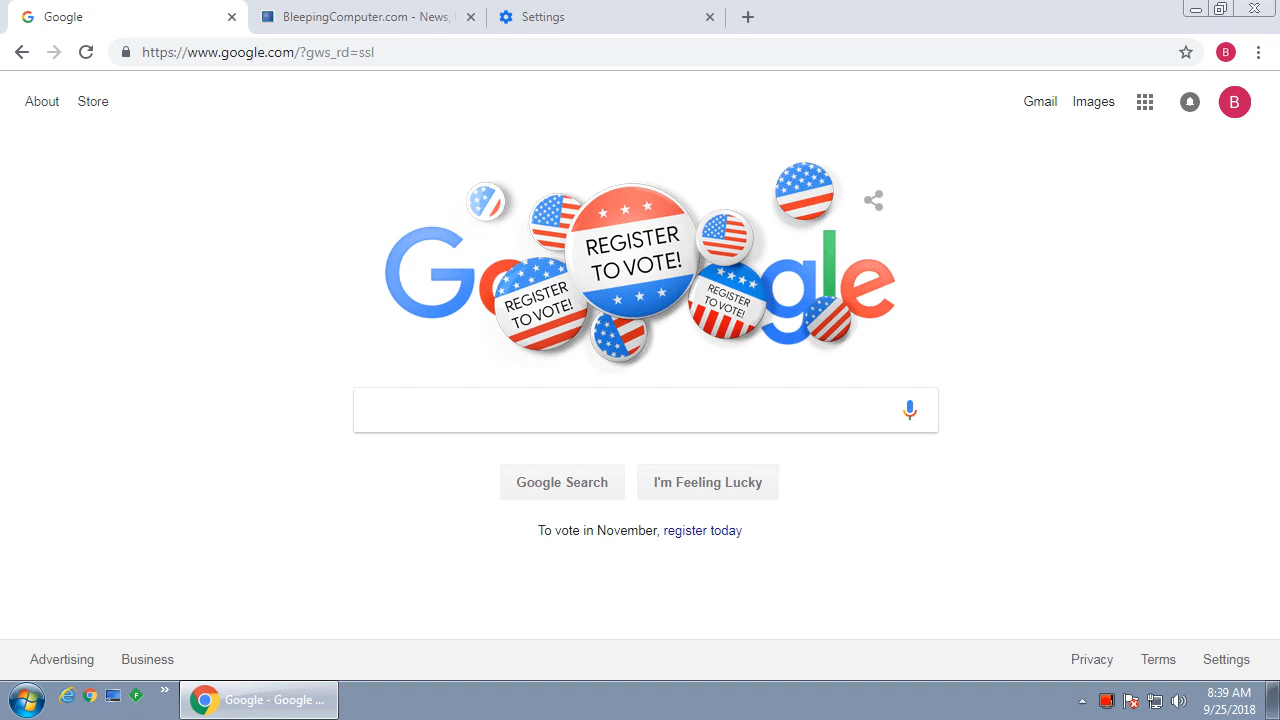 Google
BleepingComputer.com - News,
Settings
https://www.google.com/?gws_rd=ssl
B
About
Store
Gmail
Images
B
Google
REGISTER
TO VOTE!
REGISTER
TO VOTE!
REGISTER
TO VOTE!
Google Search
I'm Feeling Lucky
To vote in November, register today
Advertising
Business
Privacy
Terms
Settings
F
Google - Google ...
8:39 AM
9/25/2018